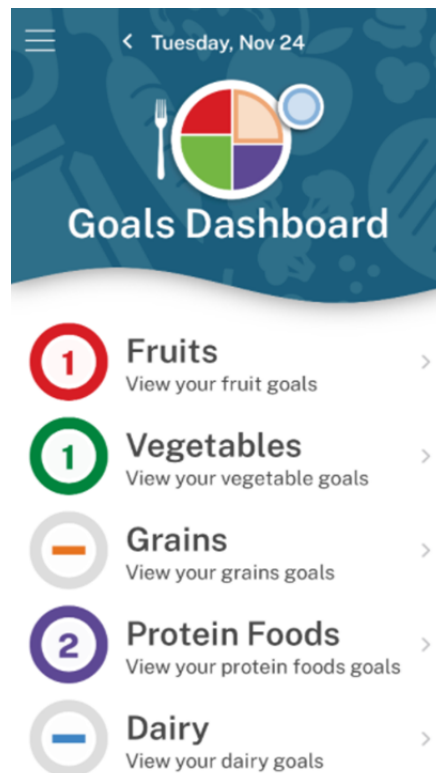 Tuesday, Nov 24
Goals Dashboard
1
Fruits
View your fruit goals
1
Vegetables
View your vegetable goals
Grains
View your grains goals
2
Protein Foods
View your protein foods goals
Dairy
View your dairy goals